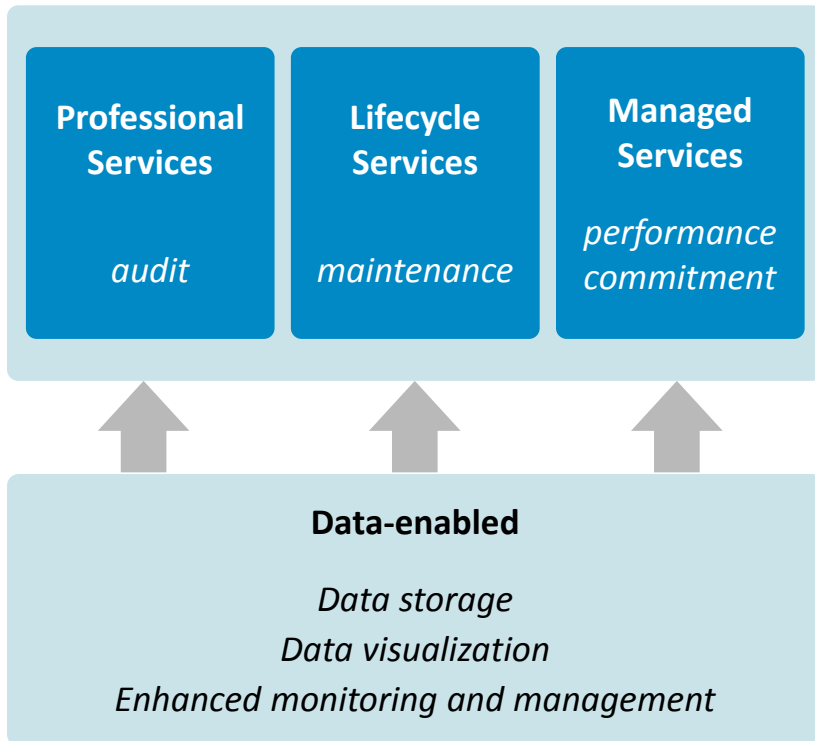 Professional
Services
audit
Lifecycle
Services
maintenance
Managed
Services
performance
commitment
Data-enabled
Data storage
Data visualization
Enhanced monitoring and management